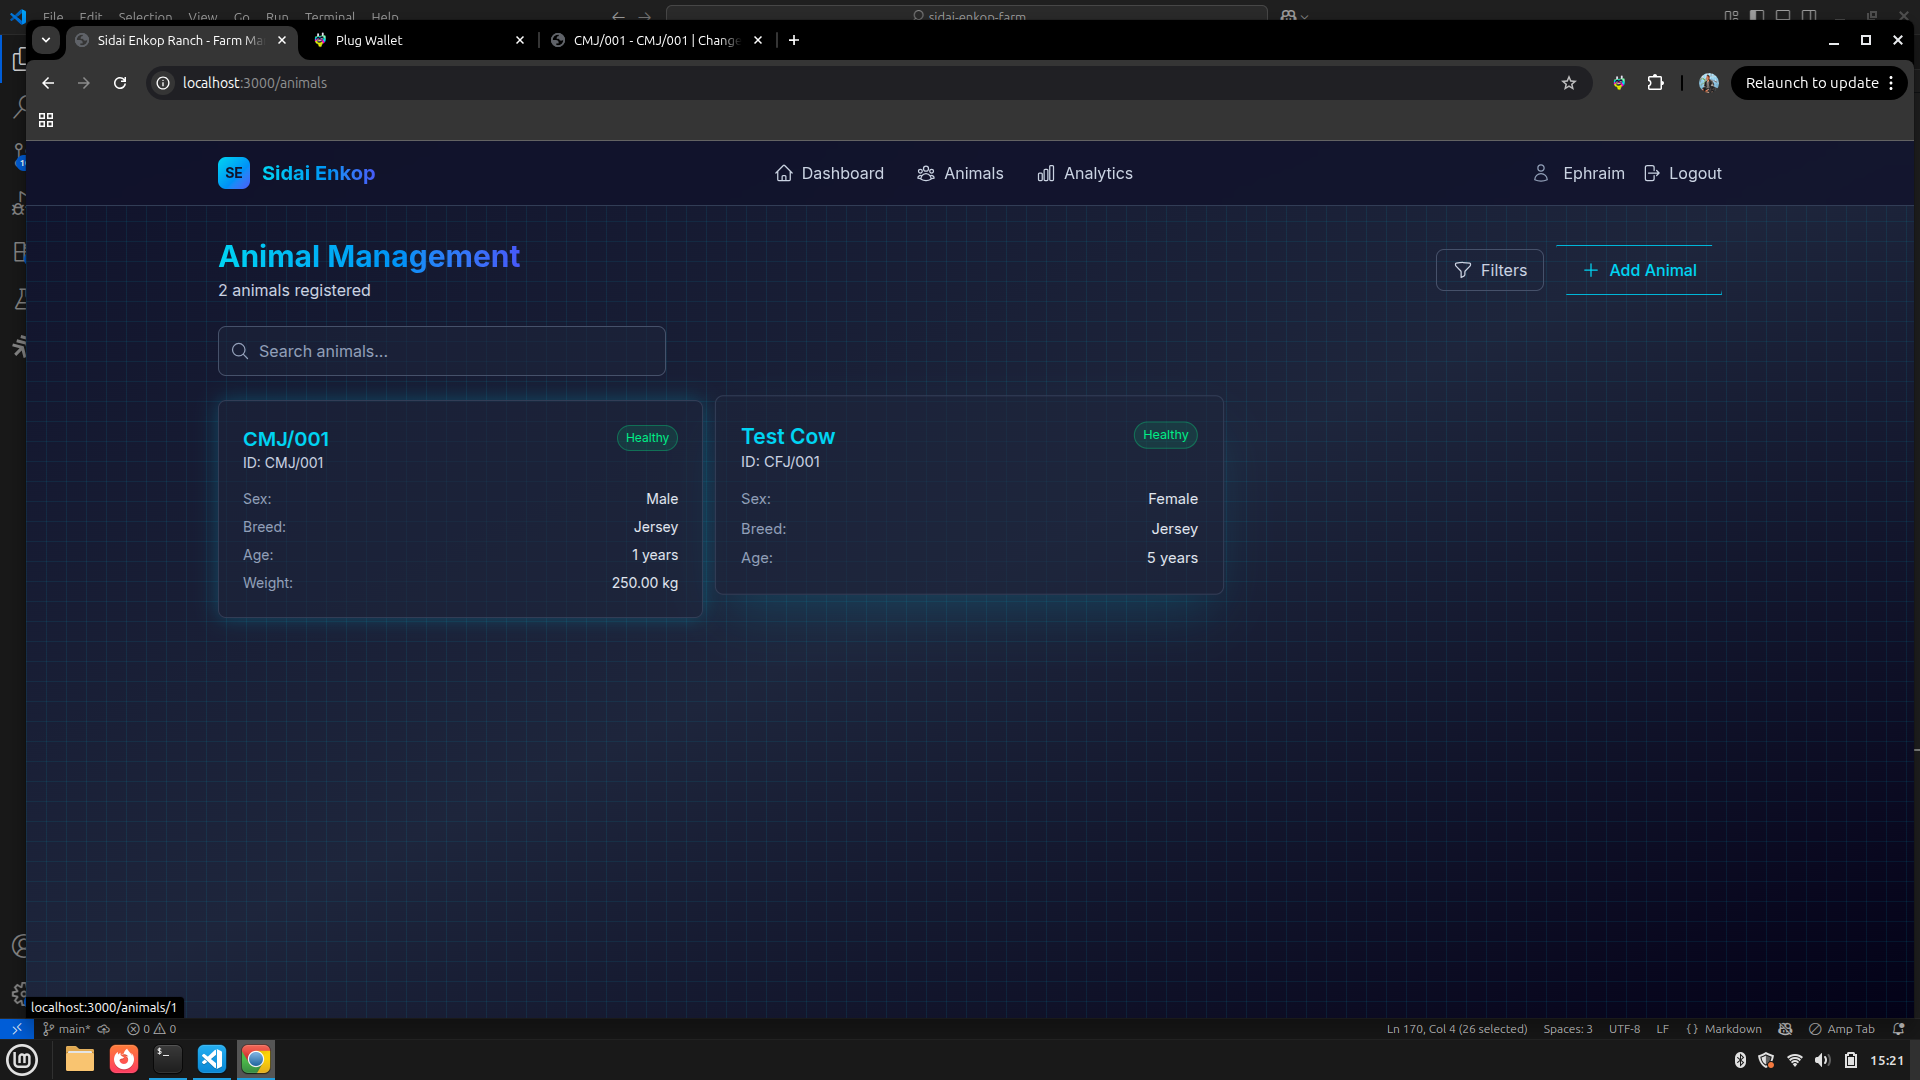 File Edit Selection View Go Run Terminal Help
sidai-enkop-farm
Sidai Enkop Ranch - Farm Ma
Plug Wallet
CMJ/001 - CMJ/001 | Change
localhost:3000/animals
Relaunch to update
SE Sidai Enkop
Dashboard
Animals
Analytics
Ephraim
Logout
Animal Management
2 animals registered
Filters
Add Animal
Search animals...
CMJ/001
Healthy
ID: CMJ/001
Sex: Male
Breed: Jersey
Age: 1 years
Weight: 250.00 kg
Test Cow
Healthy
ID: CFJ/001
Sex: Female
Breed: Jersey
Age: 5 years
localhost:3000/animals/1
main* 0 0
Ln 170, Col 4 (26 selected) Spaces: 3 UTF-8 LF {} Markdown Amp Tab
15:21